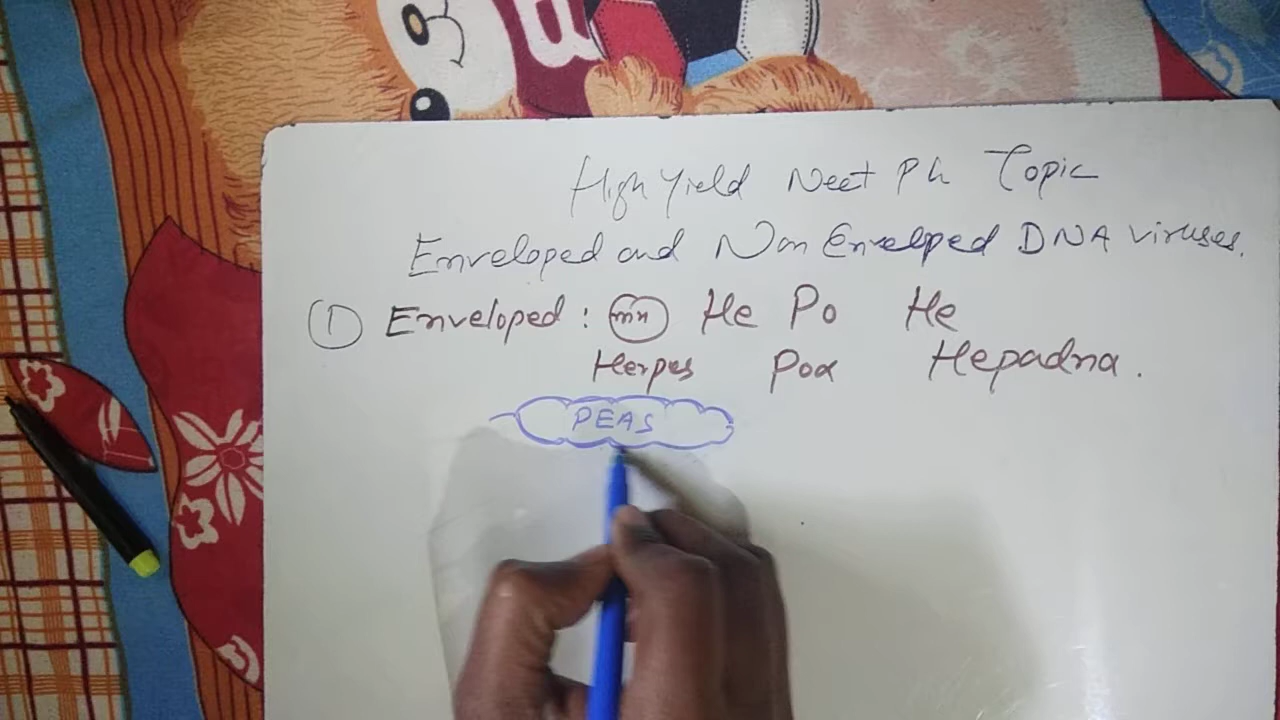 High Yield Neet PG Topic
Enveloped and Non Envelped DNA viruses.
① Enveloped : mn He Po He
Herpes Pox Hepadna.
PEAS